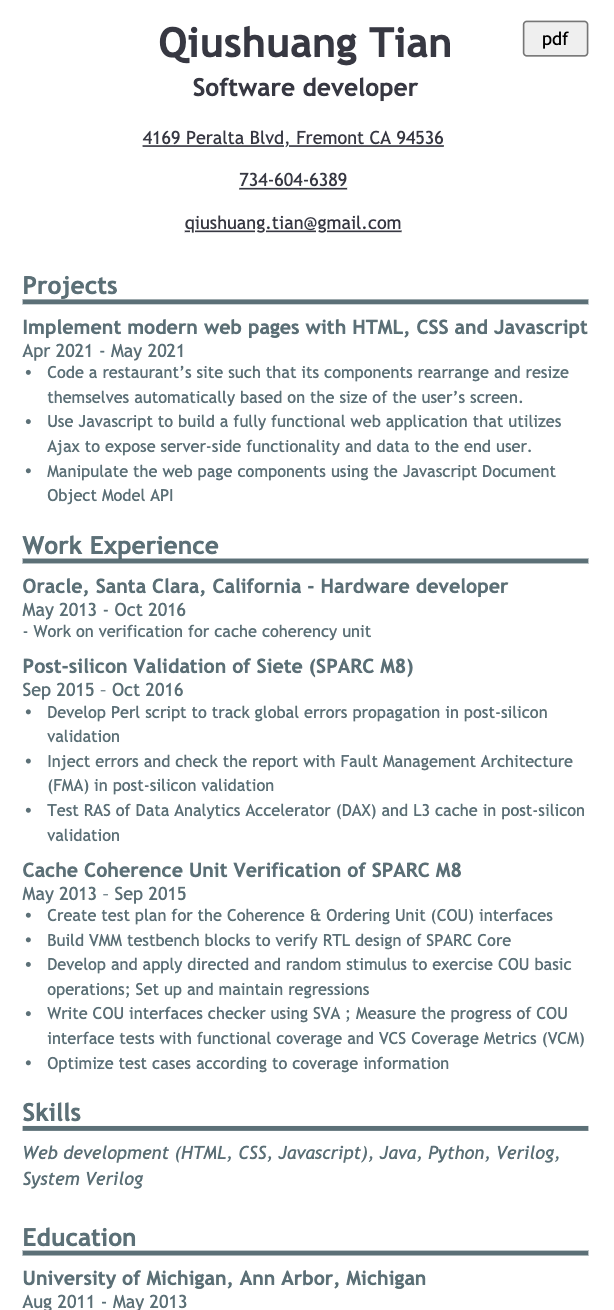 Qiushuang Tian
pdf
Software developer
4169 Peralta Blvd, Fremont CA 94536
734-604-6389
qiushuang.tian@gmail.com
Projects
Implement modern web pages with HTML, CSS and Javascript
Apr 2021 - May 2021
• Code a restaurant’s site such that its components rearrange and resize
themselves automatically based on the size of the user’s screen.
• Use Javascript to build a fully functional web application that utilizes
Ajax to expose server-side functionality and data to the end user.
• Manipulate the web page components using the Javascript Document
Object Model API
Work Experience
Oracle, Santa Clara, California - Hardware developer
May 2013 - Oct 2016
- Work on verification for cache coherency unit
Post-silicon Validation of Siete (SPARC M8)
Sep 2015 – Oct 2016
• Develop Perl script to track global errors propagation in post-silicon
validation
• Inject errors and check the report with Fault Management Architecture
(FMA) in post-silicon validation
• Test RAS of Data Analytics Accelerator (DAX) and L3 cache in post-silicon
validation
Cache Coherence Unit Verification of SPARC M8
May 2013 – Sep 2015
• Create test plan for the Coherence & Ordering Unit (COU) interfaces
• Build VMM testbench blocks to verify RTL design of SPARC Core
• Develop and apply directed and random stimulus to exercise COU basic
operations; Set up and maintain regressions
• Write COU interfaces checker using SVA ; Measure the progress of COU
interface tests with functional coverage and VCS Coverage Metrics (VCM)
• Optimize test cases according to coverage information
Skills
Web development (HTML, CSS, Javascript), Java, Python, Verilog,
System Verilog
Education
University of Michigan, Ann Arbor, Michigan
Aug 2011 - May 2013